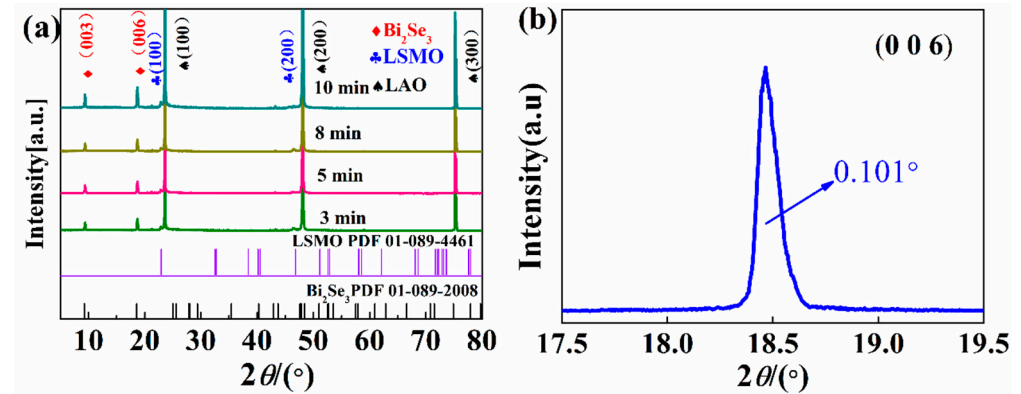 (a)
Intensity[a.u.]
♦ (003)
♦ (006)
♣(100)
♠(100)
♣(200)
♠(200)
♠(300)
♦ Bi2Se3
♣LSMO
♠LAO
10 min
8 min
5 min
3 min
LSMO PDF 01-089-4461
Bi2Se3PDF 01-089-2008
10 20 30 40 50 60 70 80
2θ/(°)
(b)
(0 0 6)
Intensity(a.u)
0.101°
17.5 18.0 18.5 19.0 19.5
2θ/(°)